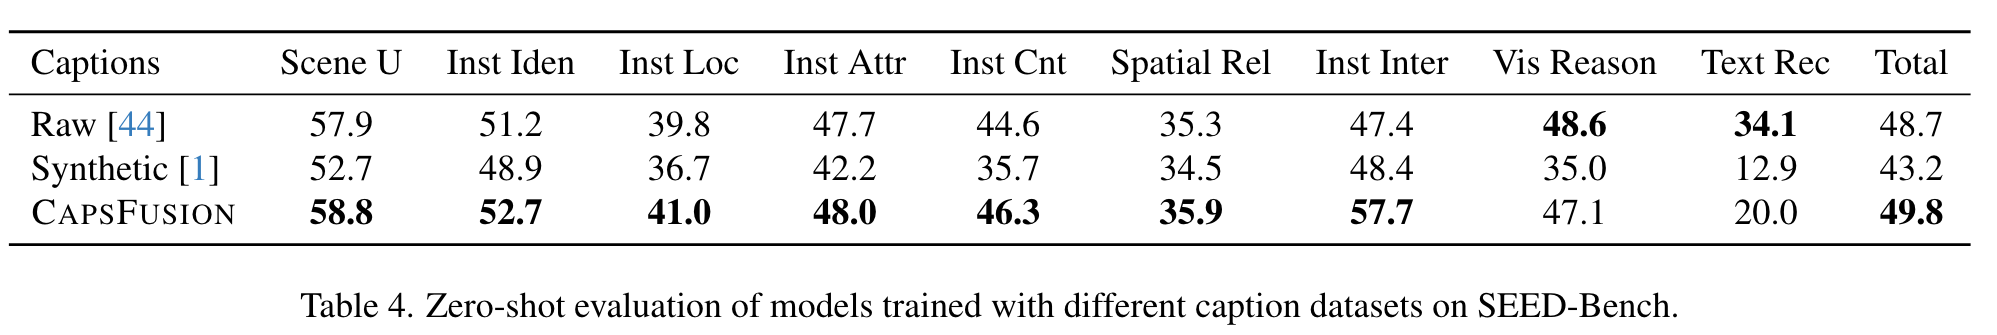 Captions Scene U Inst Iden Inst Loc Inst Attr Inst Cnt Spatial Rel Inst Inter Vis Reason Text Rec Total
Raw [44] 57.9 51.2 39.8 47.7 44.6 35.3 47.4 48.6 34.1 48.7
Synthetic [1] 52.7 48.9 36.7 42.2 35.7 34.5 48.4 35.0 12.9 43.2
CAPSFUSION 58.8 52.7 41.0 48.0 46.3 35.9 57.7 47.1 20.0 49.8
Table 4. Zero-shot evaluation of models trained with different caption datasets on SEED-Bench.